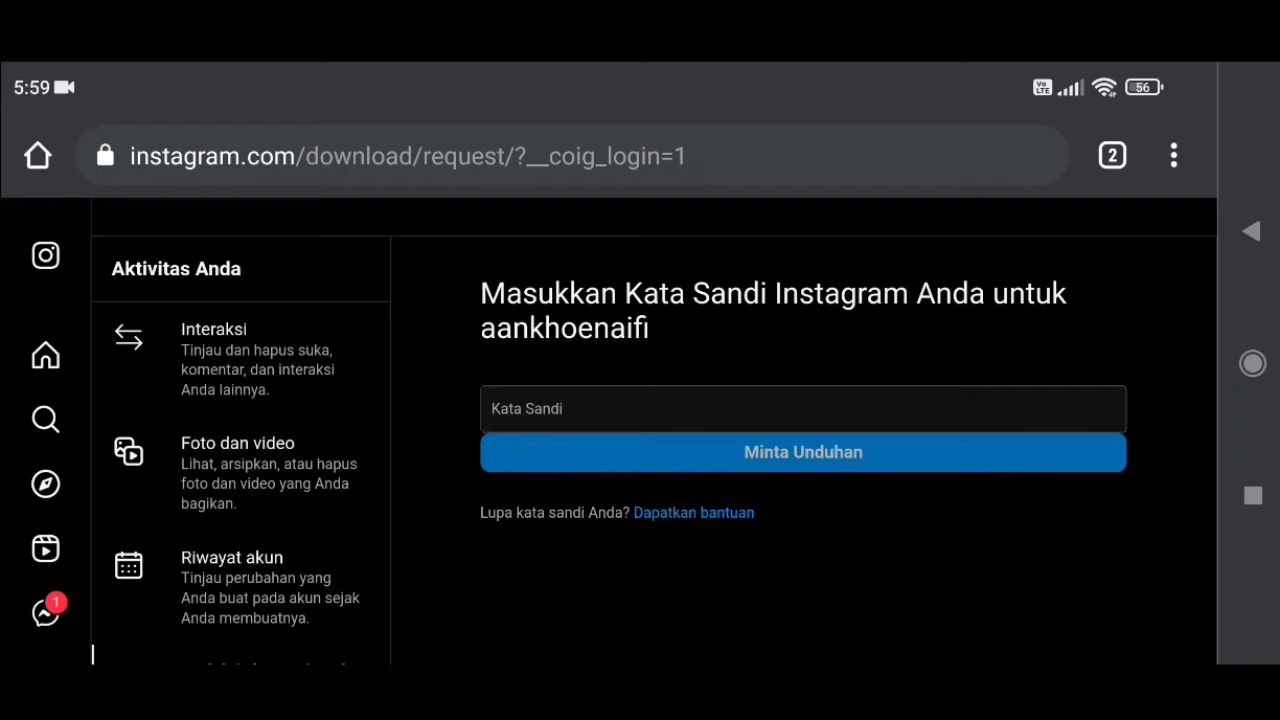 5:59
Vo
LTE
56
instagram.com/download/request/?__coig_login=1
2
Aktivitas Anda
Interaksi
Tinjau dan hapus suka,
komentar, dan interaksi
Anda lainnya.
Foto dan video
Lihat, arsipkan, atau hapus
foto dan video yang Anda
bagikan.
Riwayat akun
Tinjau perubahan yang
Anda buat pada akun sejak
Anda membuatnya.
1
Masukkan Kata Sandi Instagram Anda untuk
aankhoenaifi
Kata Sandi
Minta Unduhan
Lupa kata sandi Anda? Dapatkan bantuan